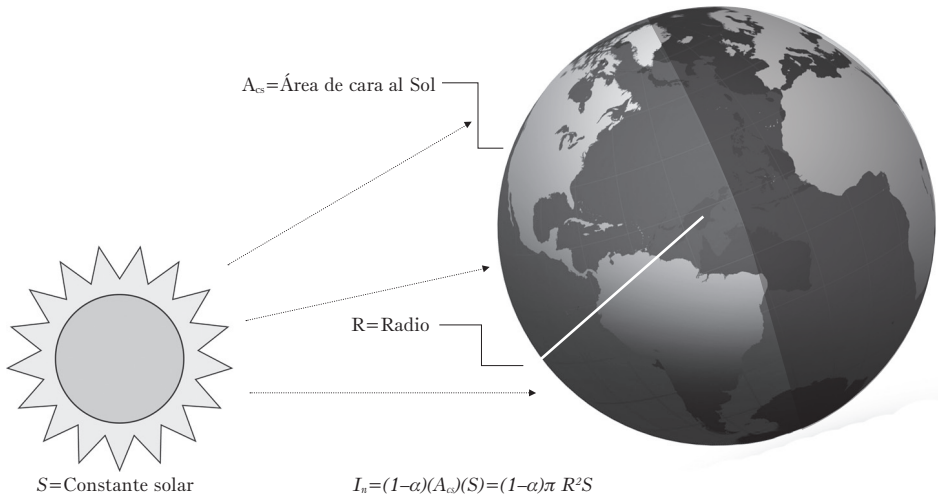 A_cs=Área de cara al Sol
R=Radio
S=Constante solar
I_n=(1–α)(A_cs)(S)=(1–α)π R²S